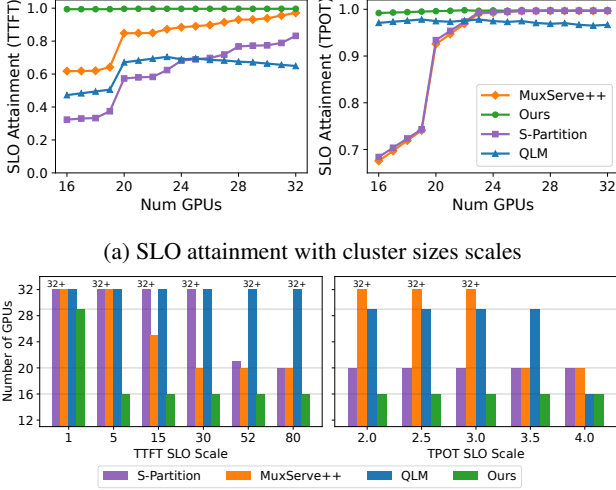 SLO Attainment (TTFT)
1.0
0.8
0.6
0.4
0.2
0.0
16 20 24 28 32
Num GPUs
SLO Attainment (TPOT)
1.0
0.9
0.8
0.7
16 20 24 28 32
Num GPUs
MuxServe++
Ours
S-Partition
QLM
(a) SLO attainment with cluster sizes scales
Number of GPUs
32
28
24
20
16
12
32+ 32+ 32+ 32+ 32+ 32+
1 5 15 30 52 80
TTFT SLO Scale
32+ 32+ 32+
2.0 2.5 3.0 3.5 4.0
TPOT SLO Scale
S-Partition MuxServe++ QLM Ours